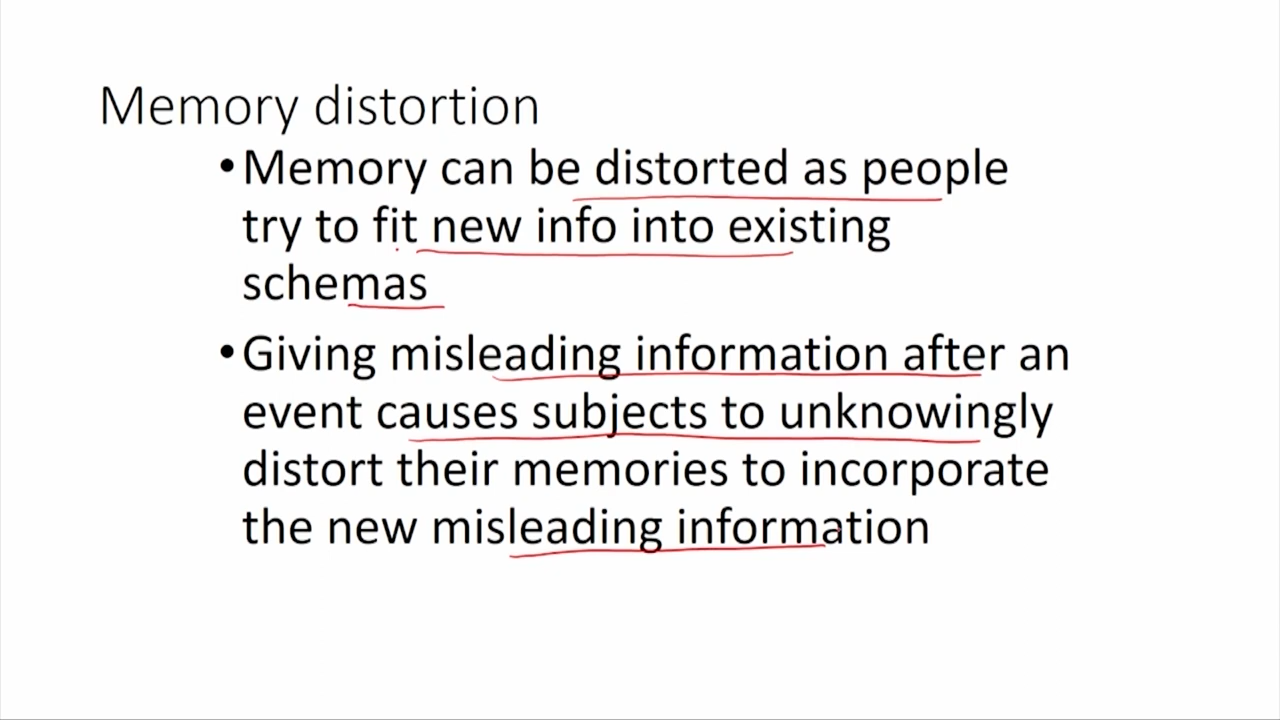 Memory distortion
•Memory can be distorted as people
try to fit new info into existing
schemas
•Giving misleading information after an
event causes subjects to unknowingly
distort their memories to incorporate
the new misleading information